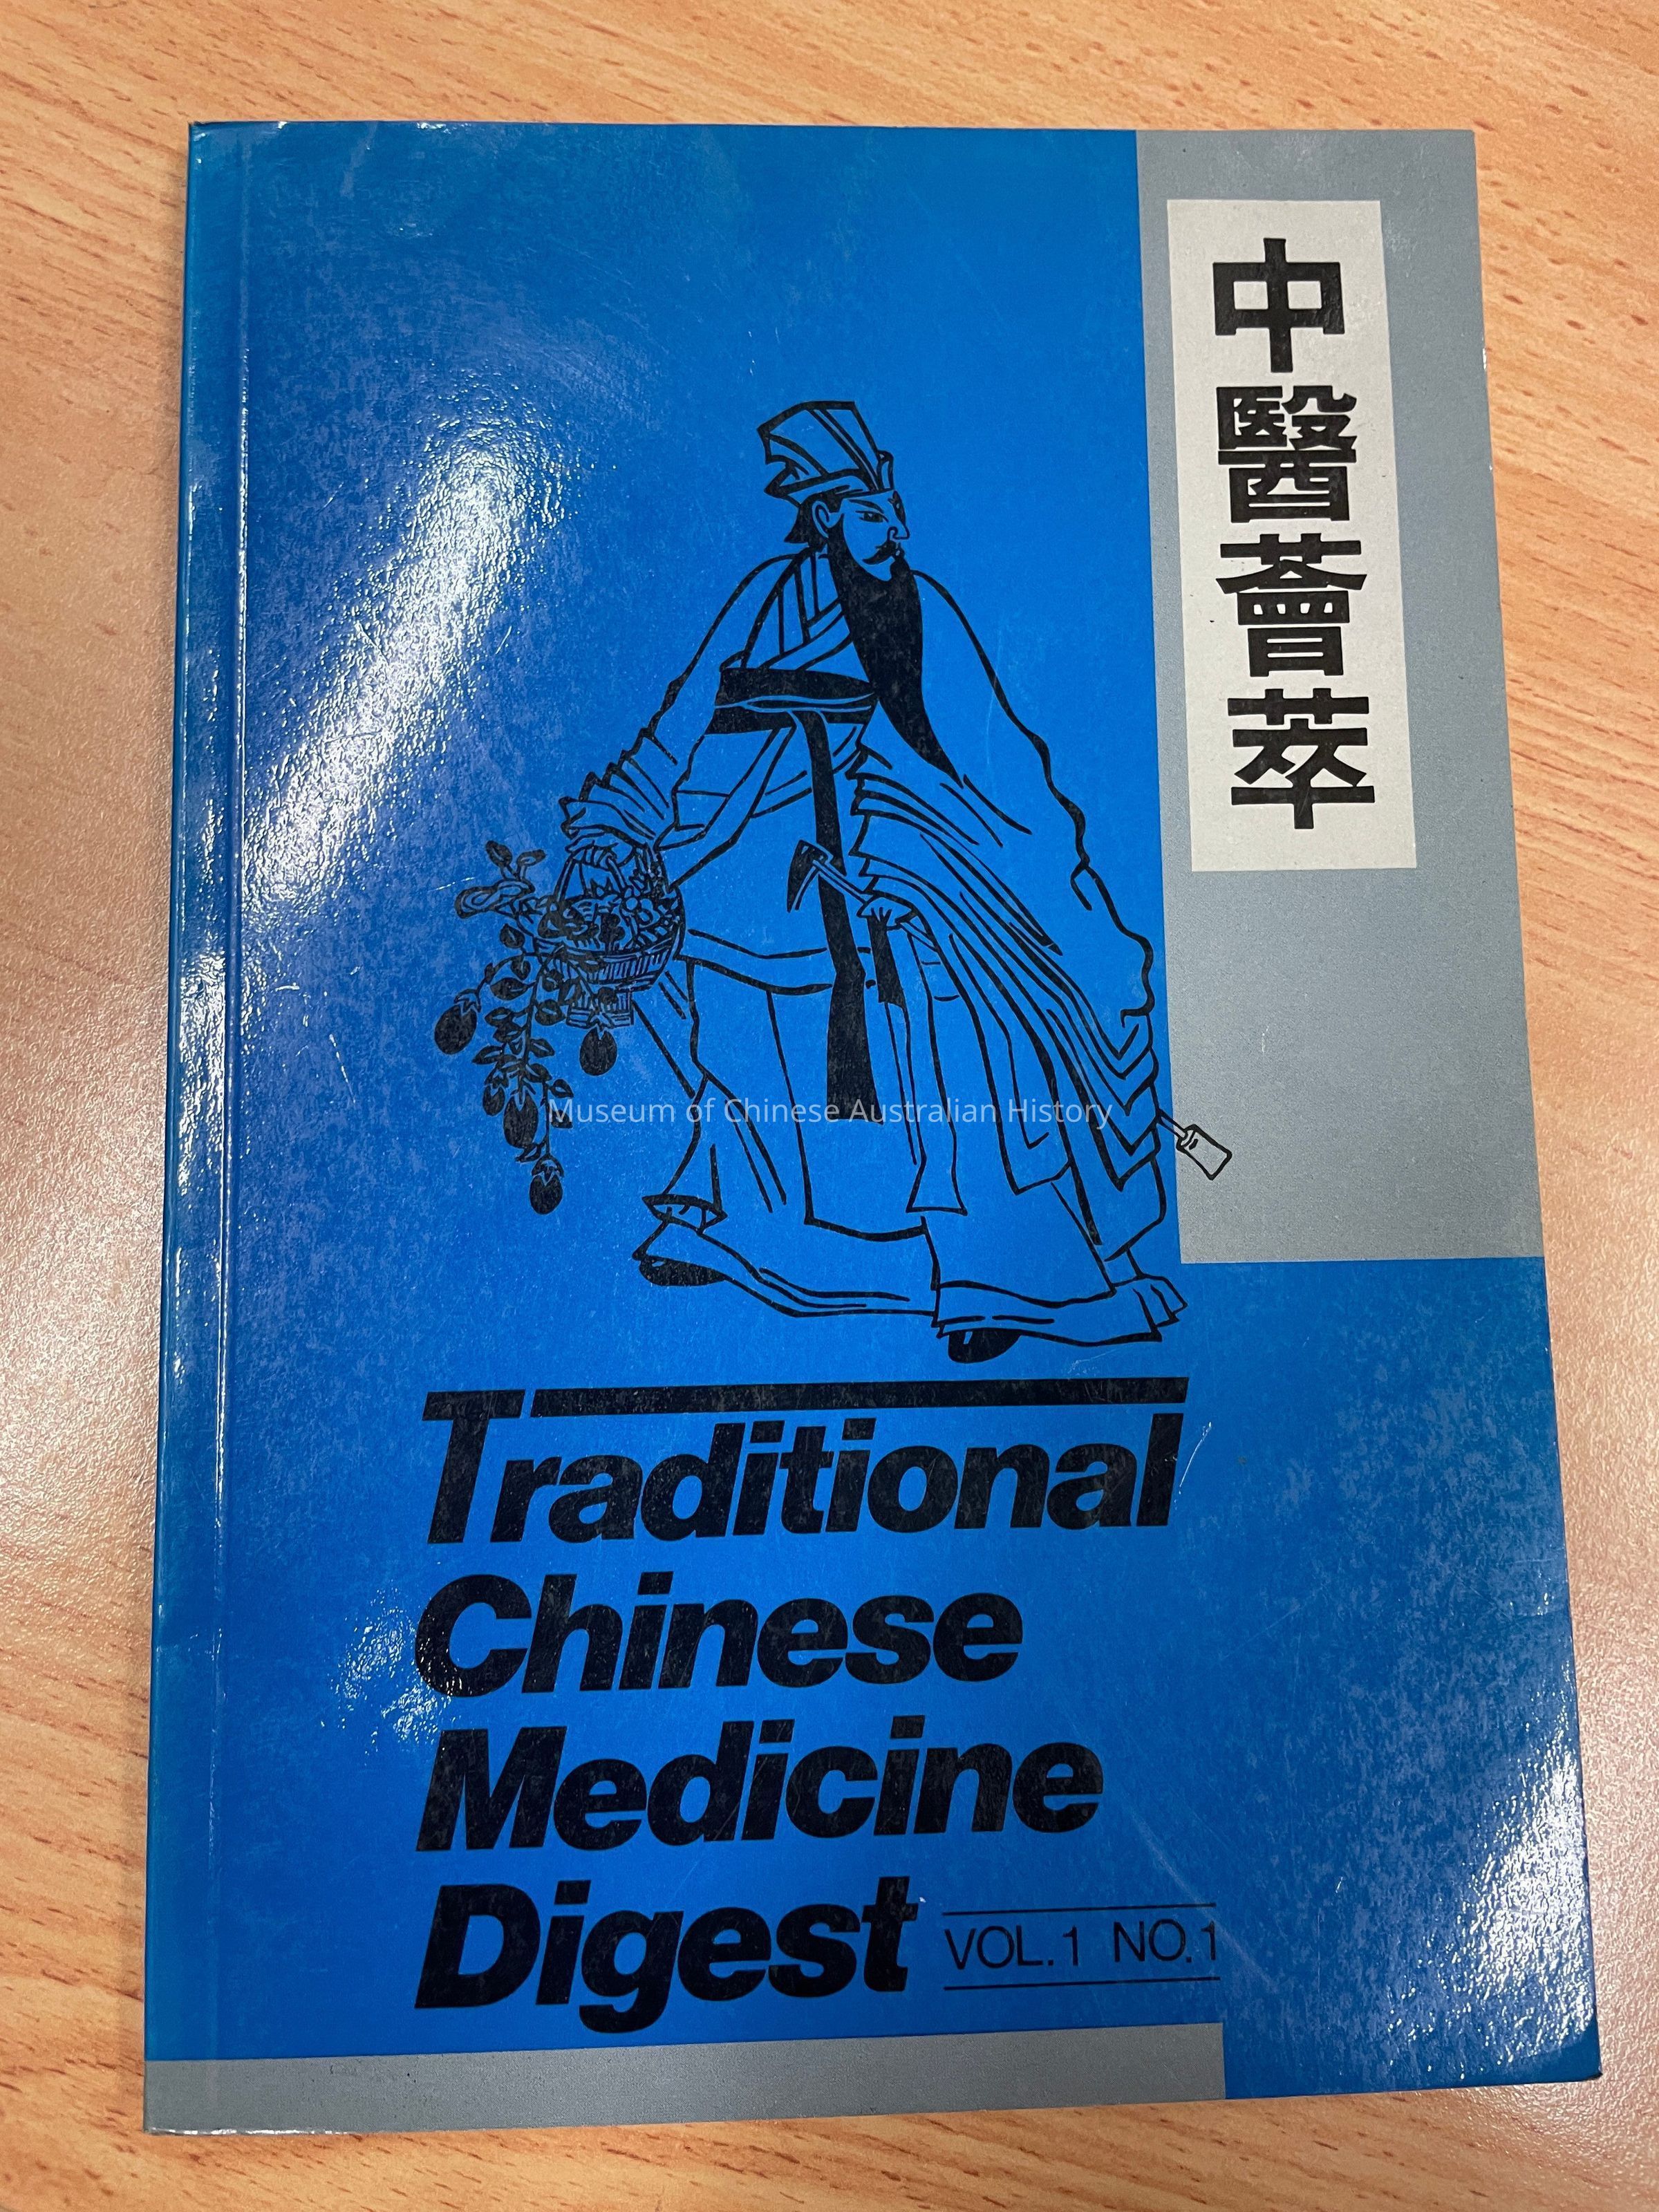 中醫薈萃
Museum of Chinese Australian History
Traditional
Chinese
Medicine
Digest
VOL.1 NO.1